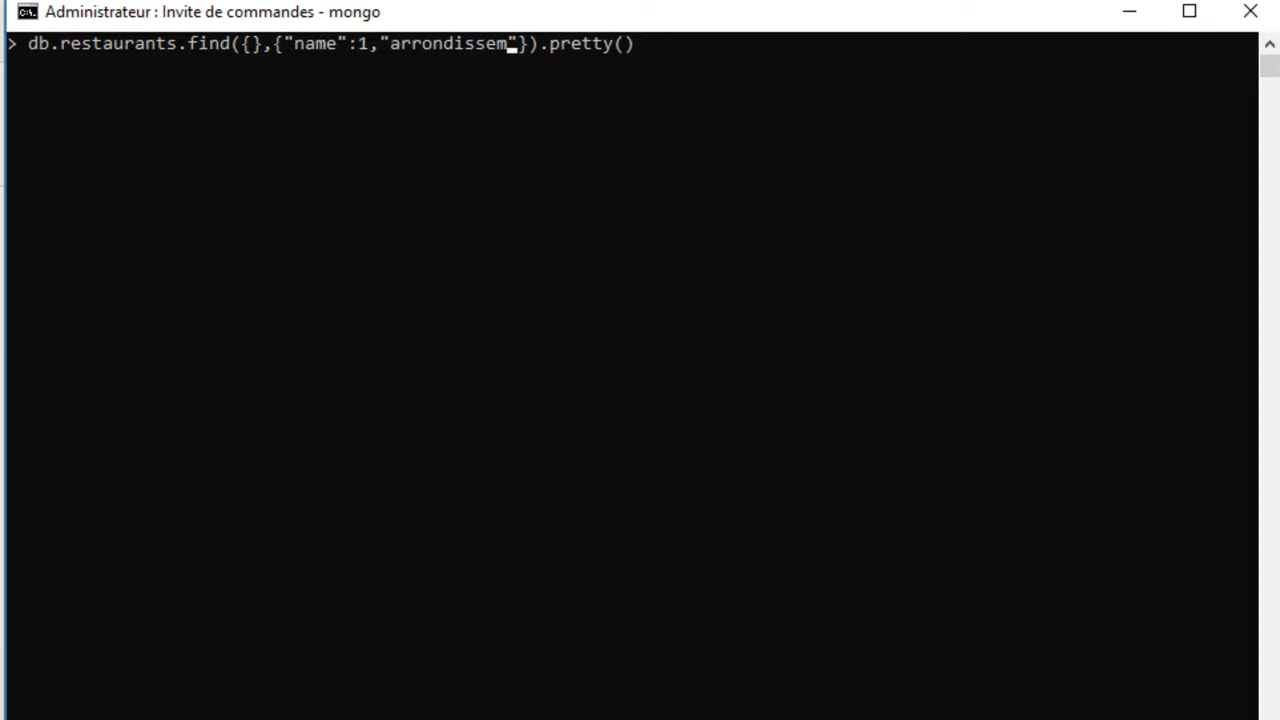 Administrateur : Invite de commandes - mongo
> db.restaurants.find({},{"name":1,"arrondissem"}).pretty()